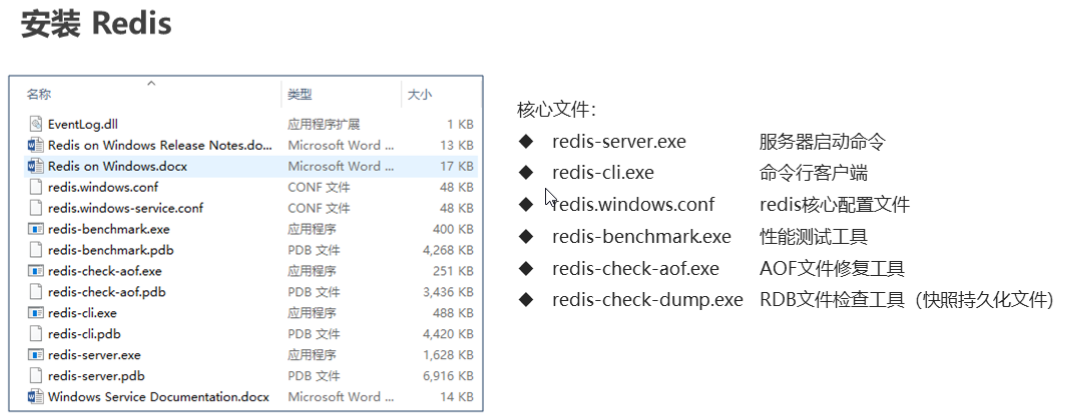 安装 Redis
名称 类型 大小
EventLog.dll 应用程序扩展 1 KB
Redis on Windows Release Notes.do... Microsoft Word ... 13 KB
Redis on Windows.docx Microsoft Word ... 17 KB
redis.windows.conf CONF 文件 48 KB
redis.windows-service.conf CONF 文件 48 KB
redis-benchmark.exe 应用程序 400 KB
redis-benchmark.pdb PDB 文件 4,268 KB
redis-check-aof.exe 应用程序 251 KB
redis-check-aof.pdb PDB 文件 3,436 KB
redis-cli.exe 应用程序 488 KB
redis-cli.pdb PDB 文件 4,420 KB
redis-server.exe 应用程序 1,628 KB
redis-server.pdb PDB 文件 6,916 KB
Windows Service Documentation.docx Microsoft Word ... 14 KB
核心文件：
◆ redis-server.exe 服务器启动命令
◆ redis-cli.exe 命令行客户端
◆ redis.windows.conf redis核心配置文件
◆ redis-benchmark.exe 性能测试工具
◆ redis-check-aof.exe AOF文件修复工具
◆ redis-check-dump.exe RDB文件检查工具（快照持久化文件）